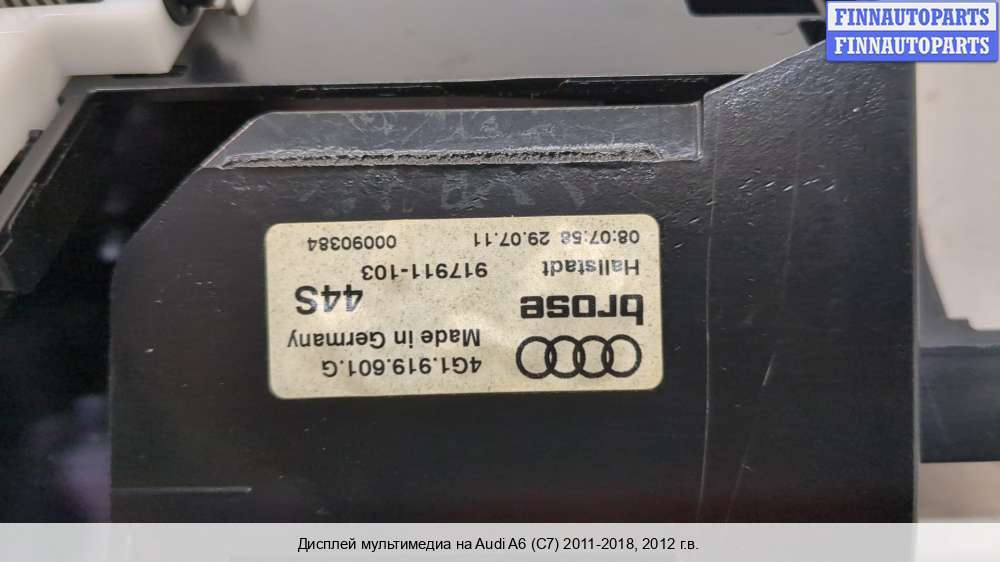 FINNAUTOPARTS
FINNAUTOPARTS
4G1.919.601.G
Made in Germany
brose
44S
Hallstadt
917911-103
08:07:58 29.07.11
00090384
Дисплей мультимедиа на Audi A6 (C7) 2011-2018, 2012 г.в.